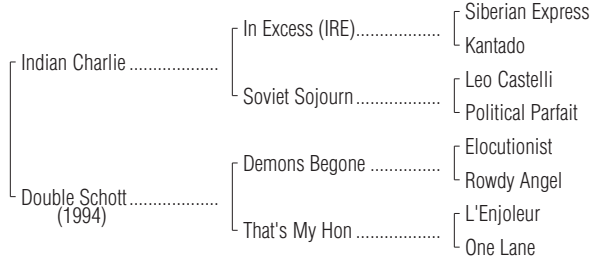 Siberian Express
In Excess (IRE)..................
Kantado
Indian Charlie ...................
Leo Castelli
Soviet Sojourn ..................
Political Parfait
Elocutionist
Demons Begone ...............
Rowdy Angel
Double Schott...................
(1994)
L'Enjoleur
That's My Hon ..................
One Lane